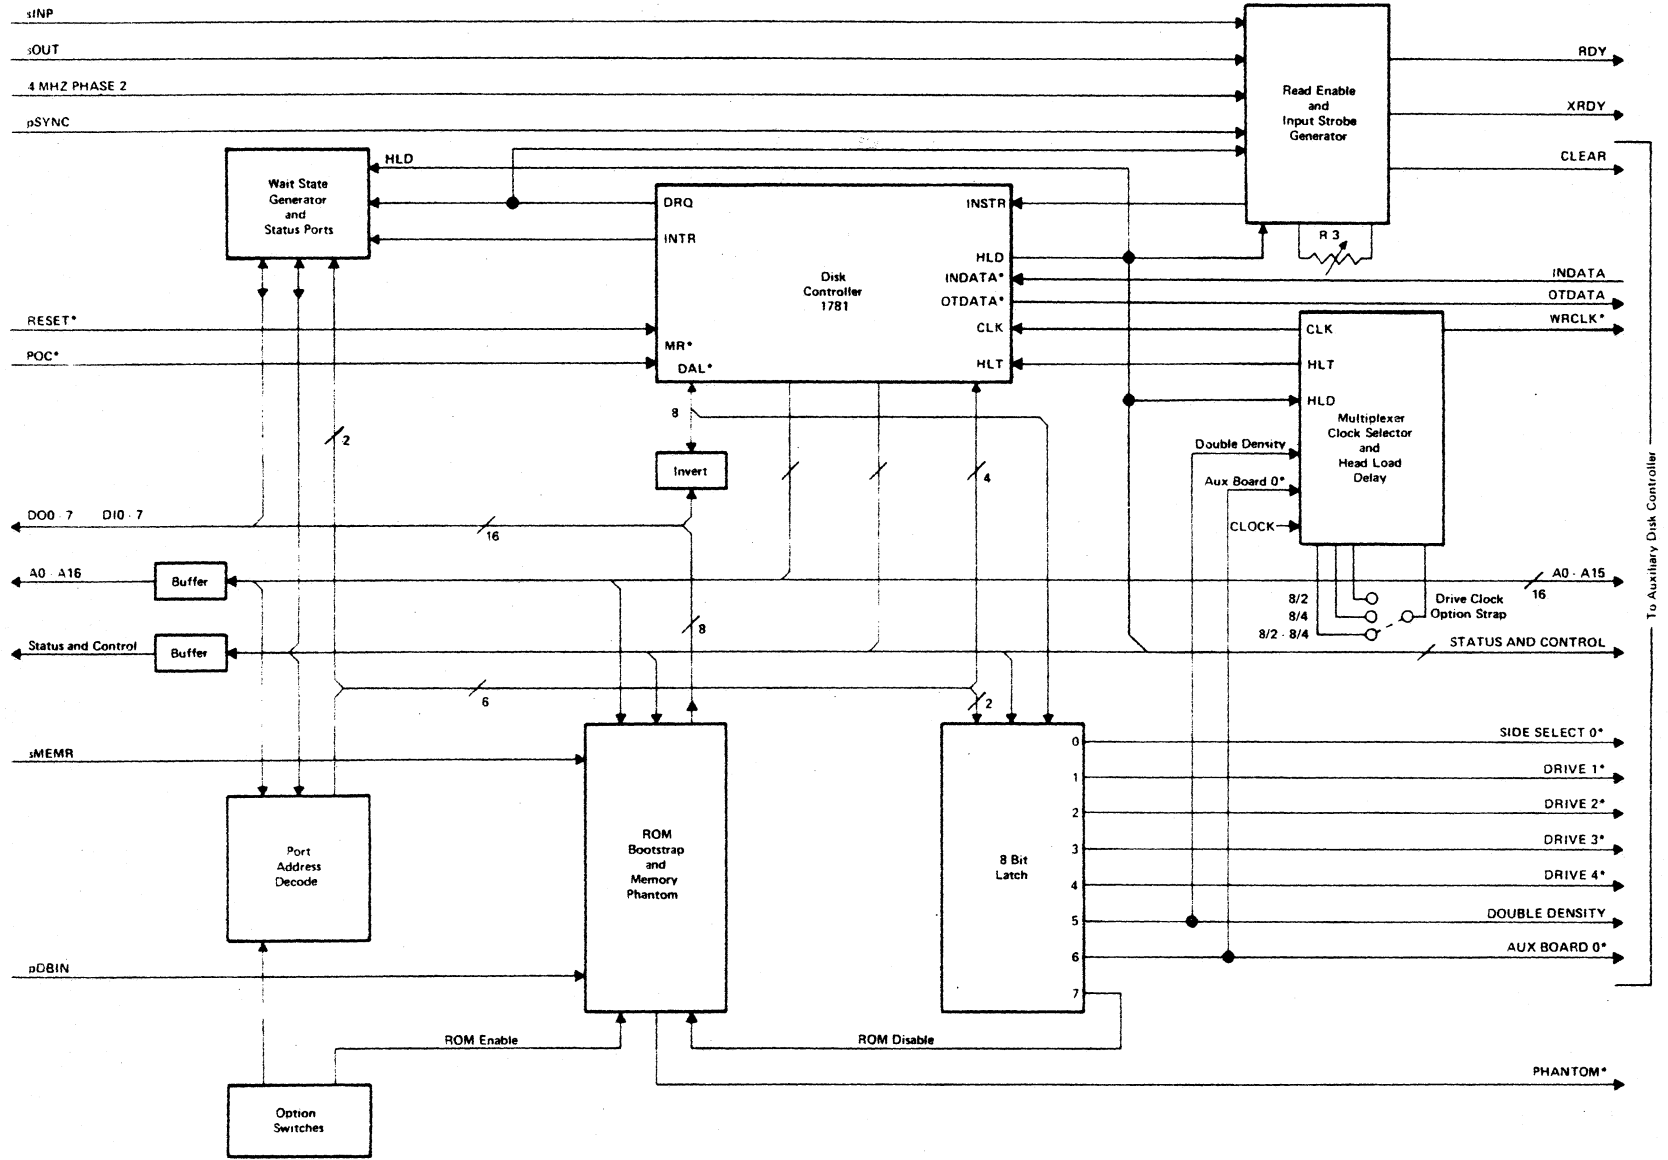 sINP
sOUT
4 MHZ PHASE 2
pSYNC
Read Enable
and
Input Strobe
Generator
RDY
XRDY
CLEAR
R 3
HLD
Wait State
Generator
and
Status Ports
DRQ
INTR
INSTR
HLD
INDATA*
OTDATA*
CLK
HLT
MR*
DAL*
Disk
Controller
1781
INDATA
OTDATA
WRCLK*
RESET*
POC*
CLK
HLT
HLD
Multiplexer
Clock Selector
and
Head Load
Delay
Double Density
Aux Board 0*
CLOCK
8
Invert
2
4
DO0 - 7 DI0 - 7
16
A0 - A16
Buffer
16
A0 - A15
8/2
8/4
8/2 - 8/4
Drive Clock
Option Strap
8
Status and Control
Buffer
STATUS AND CONTROL
6
2
sMEMR
pDBIN
Port
Address
Decode
ROM
Bootstrap
and
Memory
Phantom
8 Bit
Latch
0
1
2
3
4
5
6
7
SIDE SELECT 0*
DRIVE 1*
DRIVE 2*
DRIVE 3*
DRIVE 4*
DOUBLE DENSITY
AUX BOARD 0*
To Auxiliary Disk Controller
ROM Enable
ROM Disable
PHANTOM*
Option
Switches